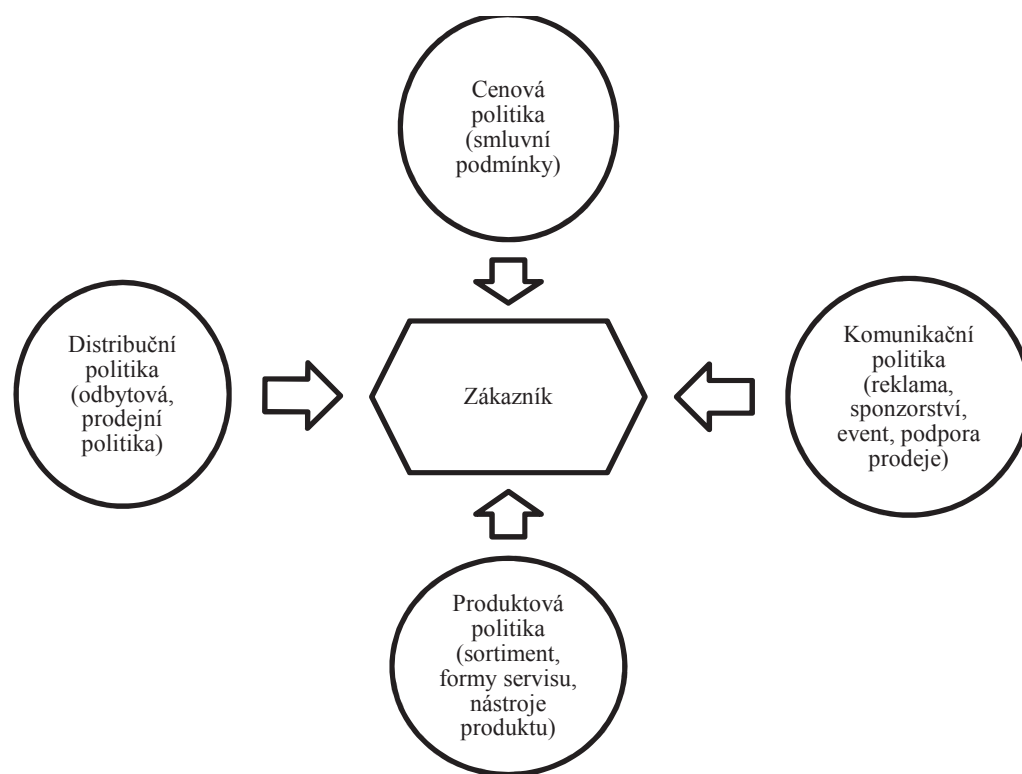 Cenová
politika
(smluvní
podmínky)
Distribuční
politika
(odbytová,
prodejní
politika)
Zákazník
Komunikační
politika
(reklama,
sponzorství,
event, podpora
prodeje)
Produktová
politika
(sortiment,
formy servisu,
nástroje
produktu)